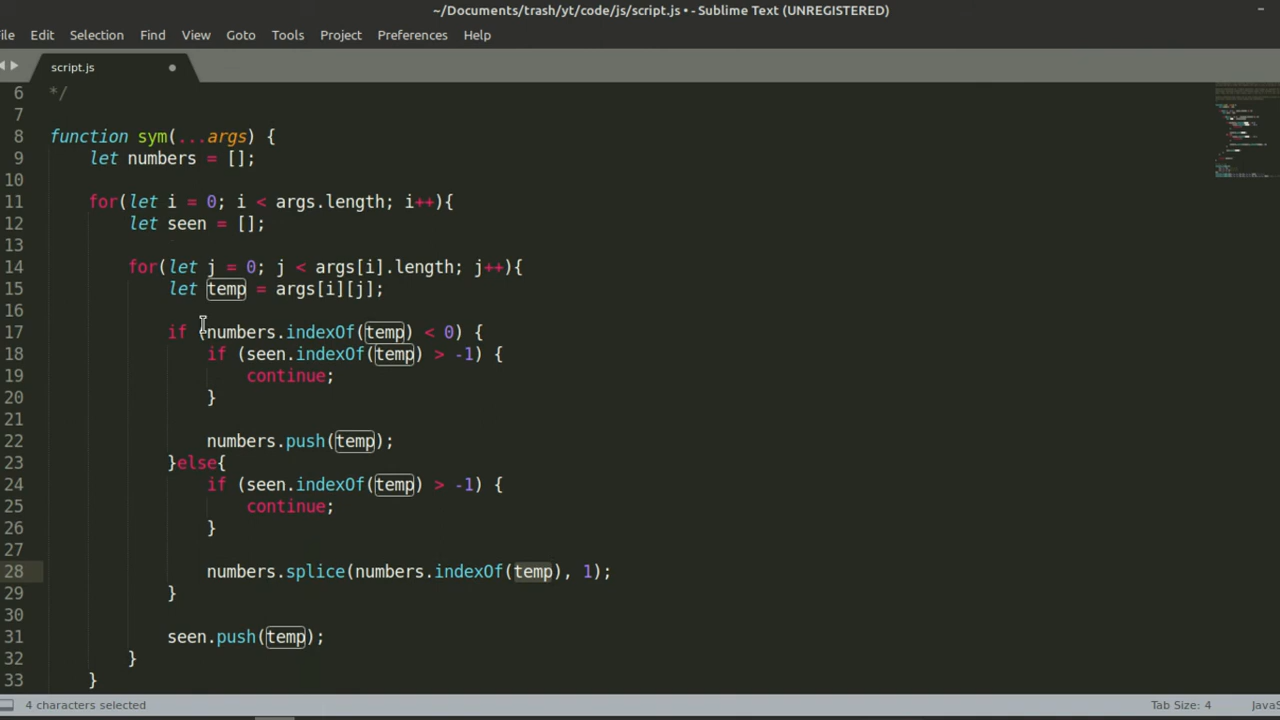 ~/Documents/trash/yt/code/js/script.js • - Sublime Text (UNREGISTERED)
ile Edit Selection Find View Goto Tools Project Preferences Help
script.js
6 */
7
8 function sym(...args) {
9 let numbers = [];
10
11 for(let i = 0; i < args.length; i++){
12 let seen = [];
13
14 for(let j = 0; j < args[i].length; j++){
15 let temp = args[i][j];
16
17 if (numbers.indexOf(temp) < 0) {
18 if (seen.indexOf(temp) > -1) {
19 continue;
20 }
21
22 numbers.push(temp);
23 }else{
24 if (seen.indexOf(temp) > -1) {
25 continue;
26 }
27
28 numbers.splice(numbers.indexOf(temp), 1);
29 }
30
31 seen.push(temp);
32 }
33 }
4 characters selected Tab Size: 4 JavaS